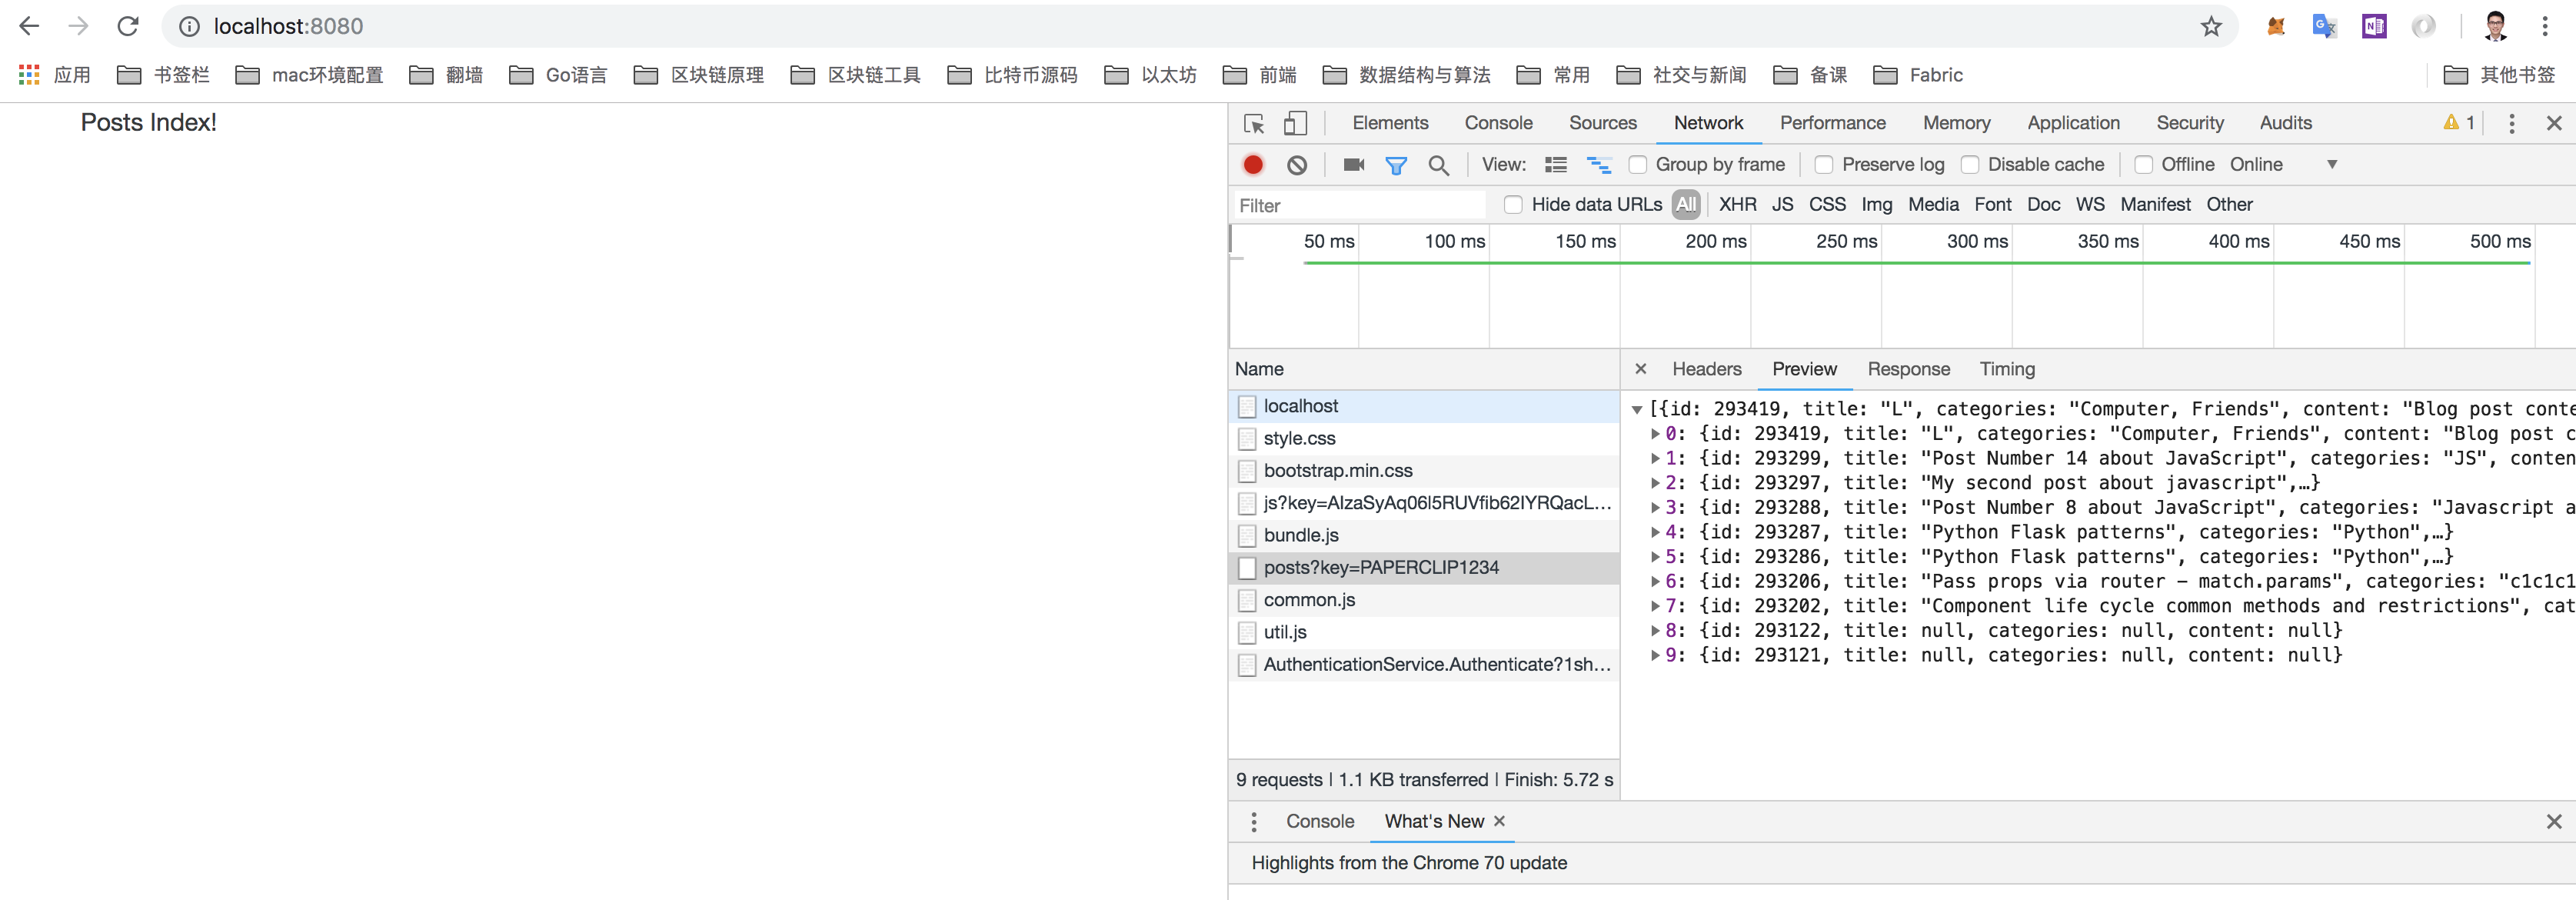 localhost:8080
应用 书签栏 mac环境配置 翻墙 Go语言 区块链原理 区块链工具 比特币源码 以太坊 前端 数据结构与算法 常用 社交与新闻 备课 Fabric 其他书签
Posts Index!
Elements Console Sources Network Performance Memory Application Security Audits 1
View: Group by frame Preserve log Disable cache Offline Online
Filter Hide data URLs All XHR JS CSS Img Media Font Doc WS Manifest Other
50 ms 100 ms 150 ms 200 ms 250 ms 300 ms 350 ms 400 ms 450 ms 500 ms
Name
localhost
style.css
bootstrap.min.css
js?key=AIzaSyAq06l5RUVfib62IYRQacL...
bundle.js
posts?key=PAPERCLIP1234
common.js
util.js
AuthenticationService.Authenticate?1sh...
9 requests | 1.1 KB transferred | Finish: 5.72 s
Headers Preview Response Timing
[{id: 293419, title: "L", categories: "Computer, Friends", content: "Blog post conte
0: {id: 293419, title: "L", categories: "Computer, Friends", content: "Blog post c
1: {id: 293299, title: "Post Number 14 about JavaScript", categories: "JS", conten
2: {id: 293297, title: "My second post about javascript",…}
3: {id: 293288, title: "Post Number 8 about JavaScript", categories: "Javascript a
4: {id: 293287, title: "Python Flask patterns", categories: "Python",…}
5: {id: 293286, title: "Python Flask patterns", categories: "Python",…}
6: {id: 293206, title: "Pass props via router - match.params", categories: "c1c1c1
7: {id: 293202, title: "Component life cycle common methods and restrictions", cat
8: {id: 293122, title: null, categories: null, content: null}
9: {id: 293121, title: null, categories: null, content: null}
Console What's New
Highlights from the Chrome 70 update